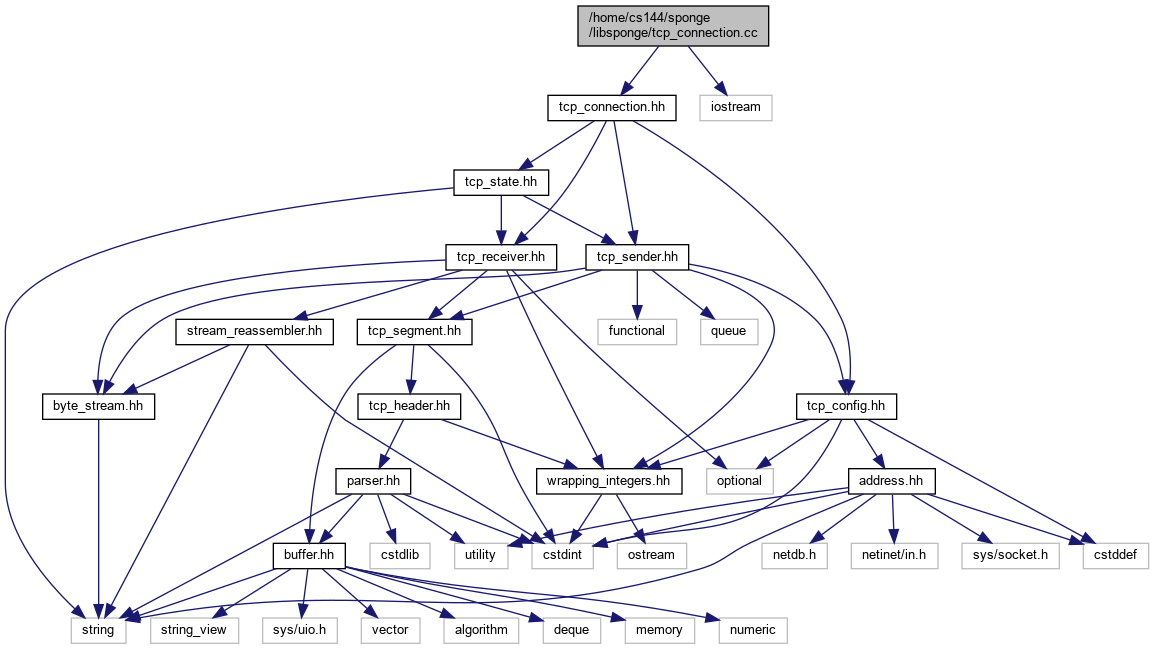 /home/cs144/sponge
/libsponge/tcp_connection.cc
tcp_connection.hh
iostream
tcp_state.hh
tcp_receiver.hh
tcp_sender.hh
stream_reassembler.hh
tcp_segment.hh
functional
queue
byte_stream.hh
tcp_header.hh
tcp_config.hh
parser.hh
wrapping_integers.hh
optional
address.hh
buffer.hh
cstdlib
utility
cstdint
ostream
netdb.h
netinet/in.h
sys/socket.h
cstddef
string
string_view
sys/uio.h
vector
algorithm
deque
memory
numeric